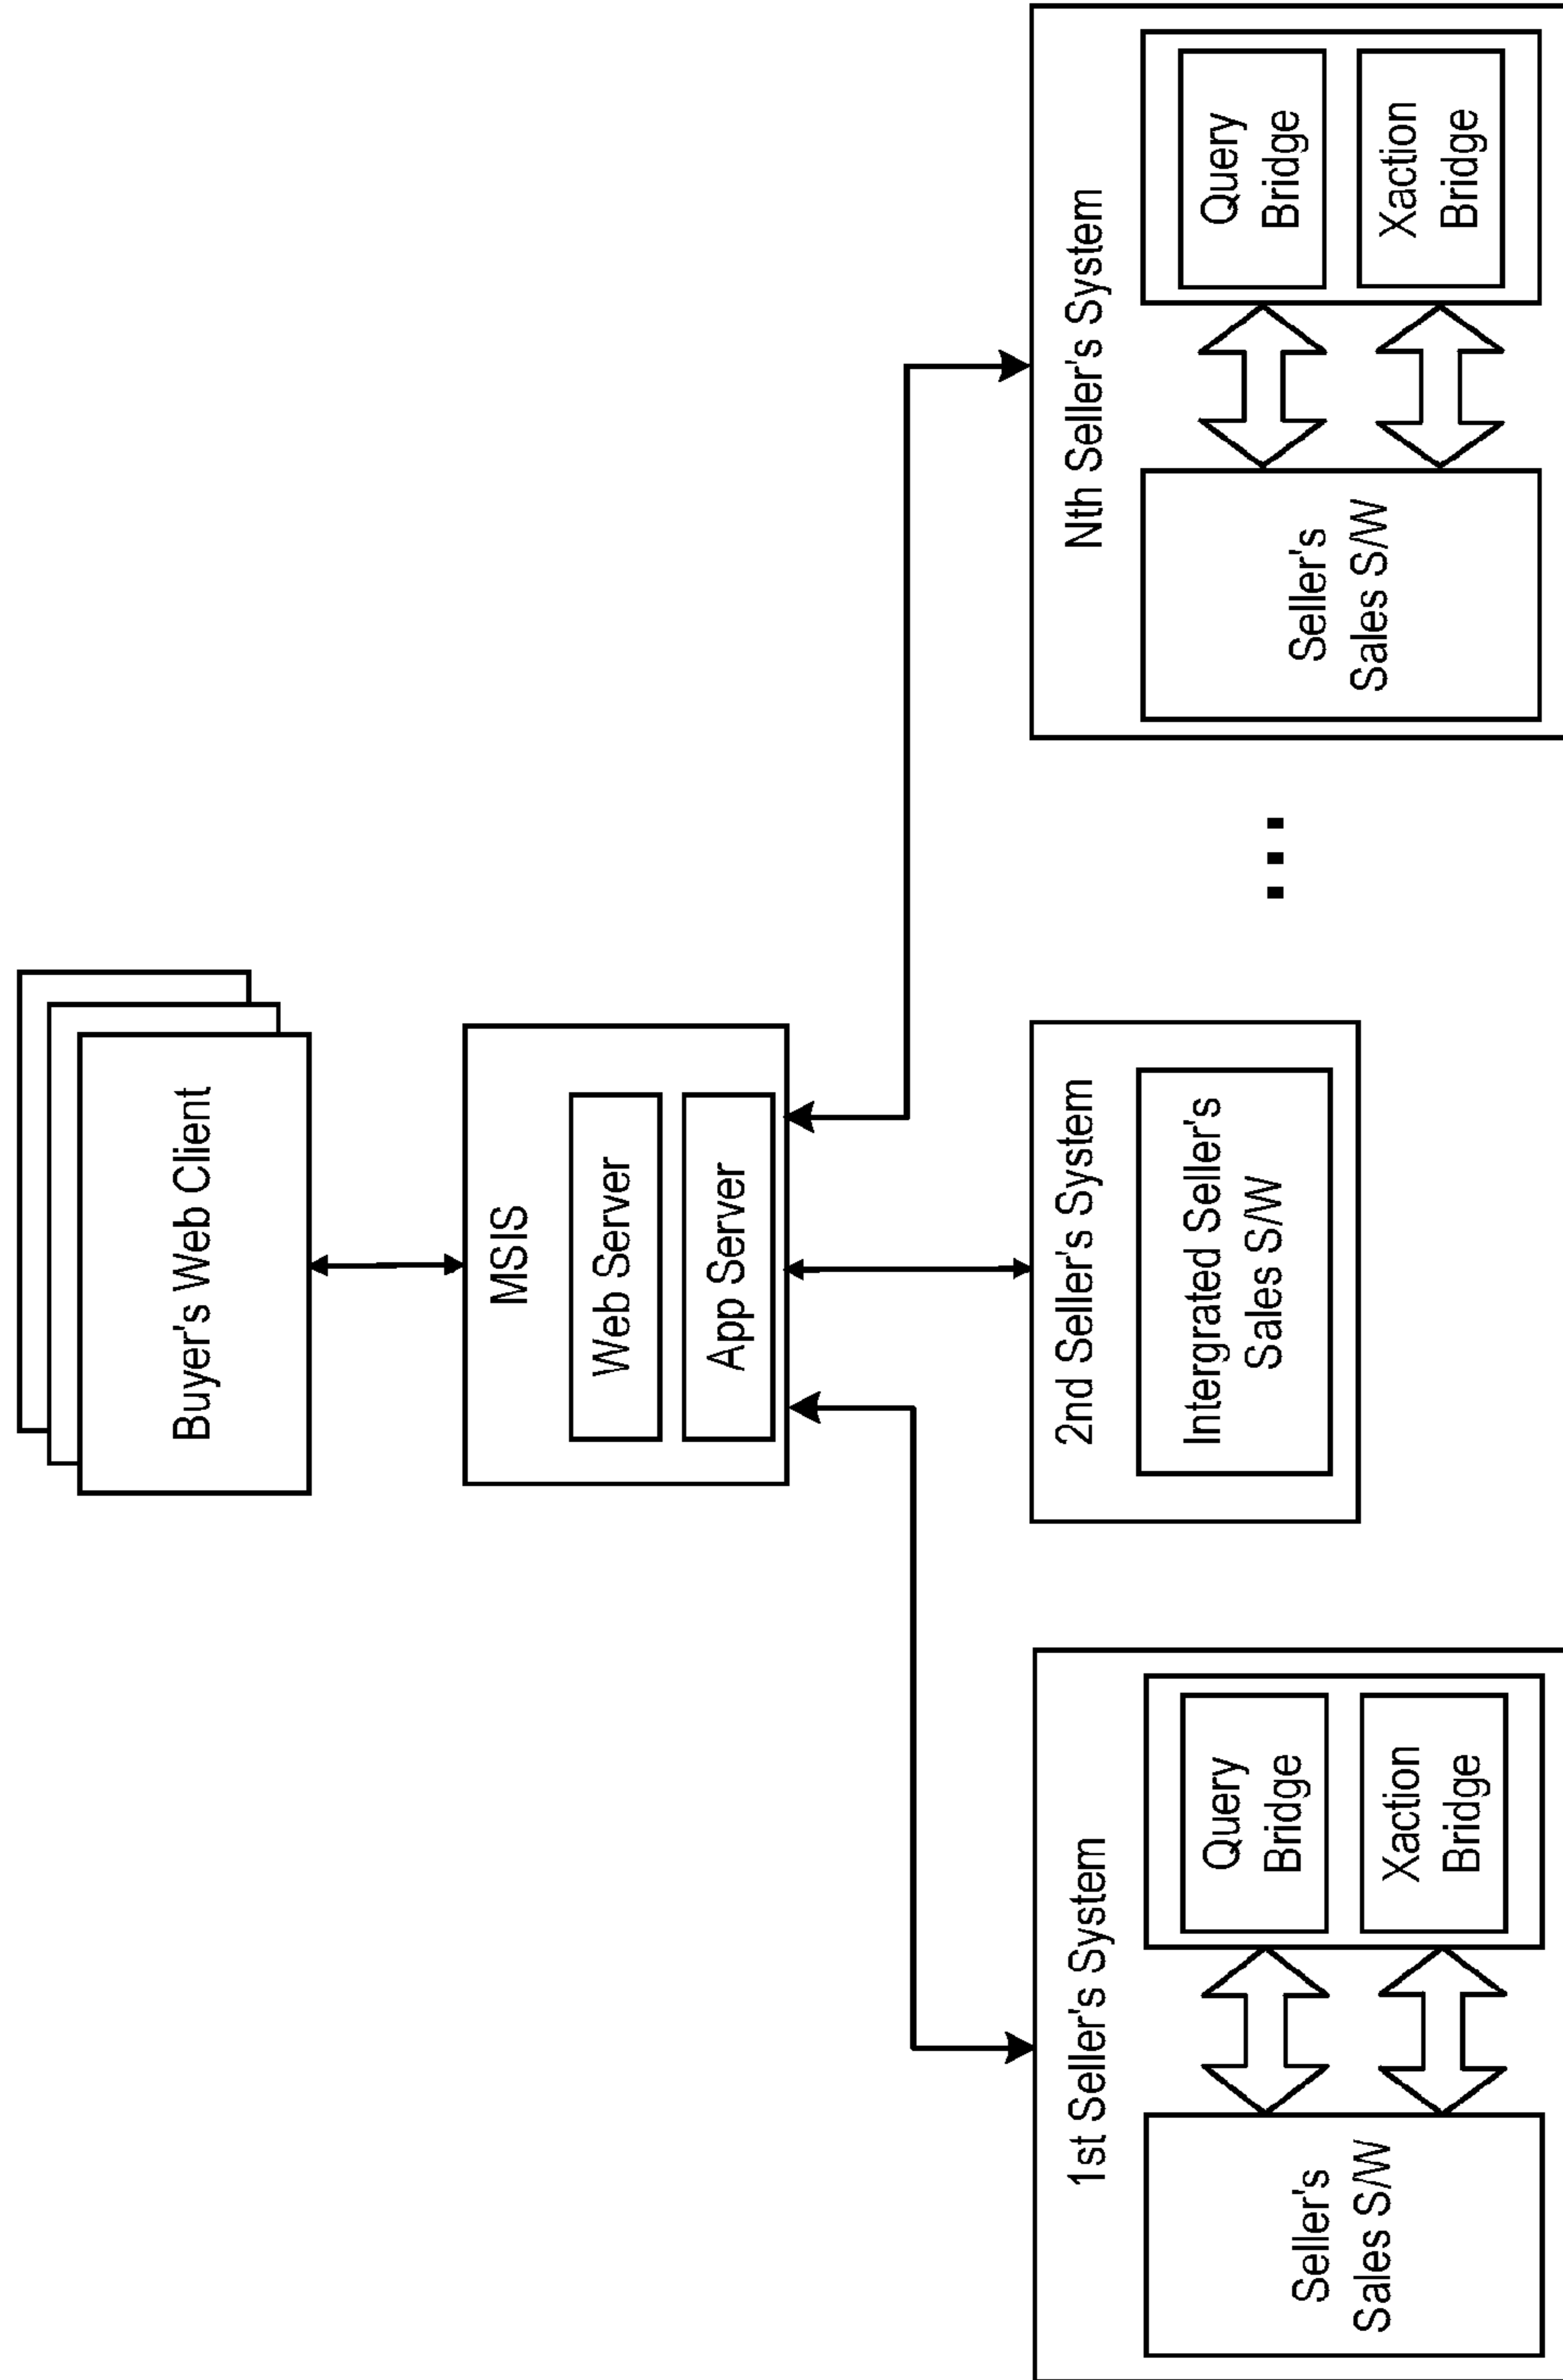 Buyer's Web Client
MSIS
Web Server
App Server
1st Seller's System
Seller's
Sales S/W
Query
Bridge
Xaction
Bridge
2nd Seller's System
Intergrated Seller's
Sales S/W
...
Nth Seller's System
Seller's
Sales S/W
Query
Bridge
Xaction
Bridge